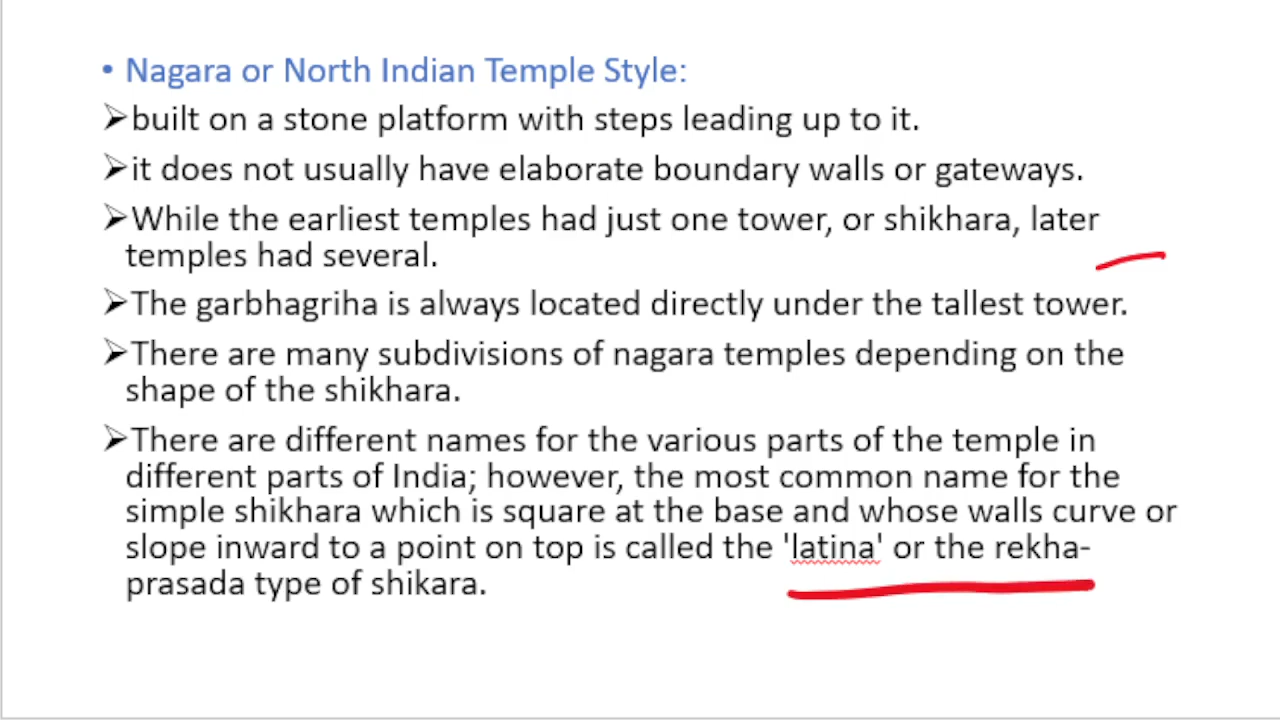 • Nagara or North Indian Temple Style:
➢built on a stone platform with steps leading up to it.
➢it does not usually have elaborate boundary walls or gateways.
➢While the earliest temples had just one tower, or shikhara, later
temples had several.
➢The garbhagriha is always located directly under the tallest tower.
➢There are many subdivisions of nagara temples depending on the
shape of the shikhara.
➢There are different names for the various parts of the temple in
different parts of India; however, the most common name for the
simple shikhara which is square at the base and whose walls curve or
slope inward to a point on top is called the 'latina' or the rekha-
prasada type of shikara.